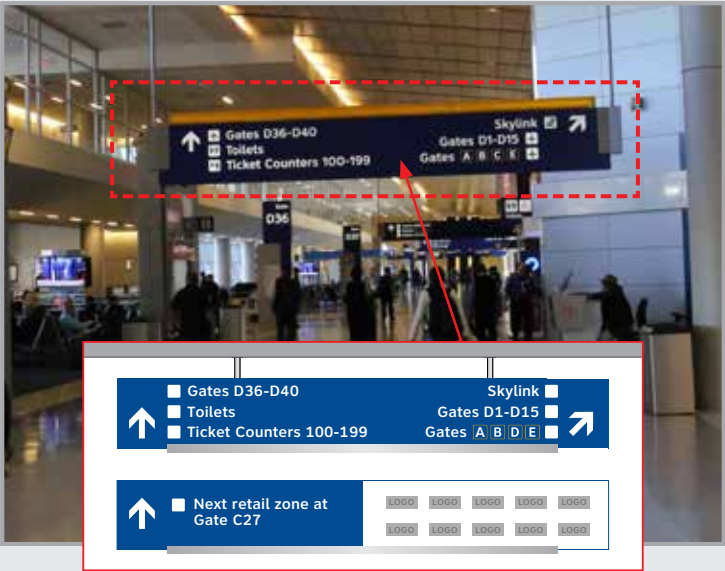 Gates D36-D40
Toilets
Ticket Counters 100-199
Skylink
Gates D1-D15
Gates A B C E
D36
Gates D36-D40
Toilets
Ticket Counters 100-199
Skylink
Gates D1-D15
Gates A B D E
Next retail zone at
Gate C27
LOGO LOGO LOGO LOGO LOGO
LOGO LOGO LOGO LOGO LOGO